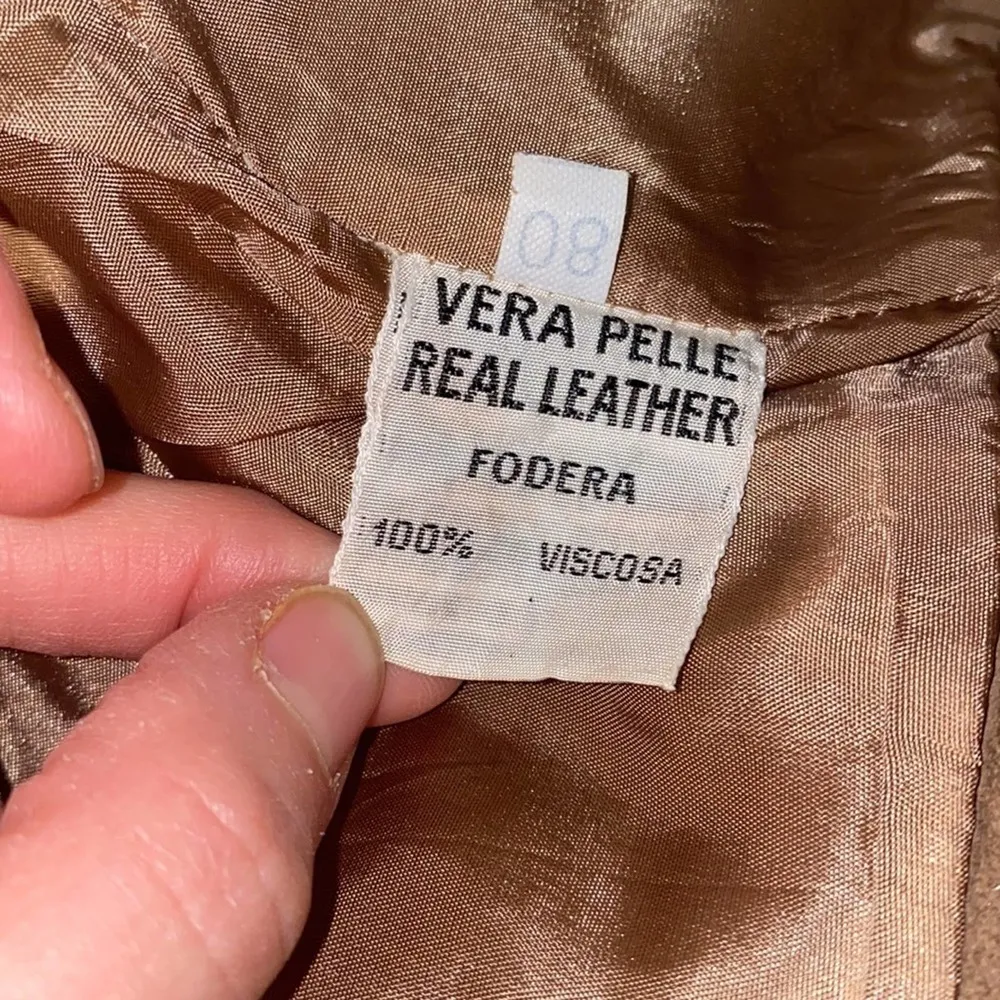 08
VERA PELLE
REAL LEATHER
FODERA
100% VISCOSA